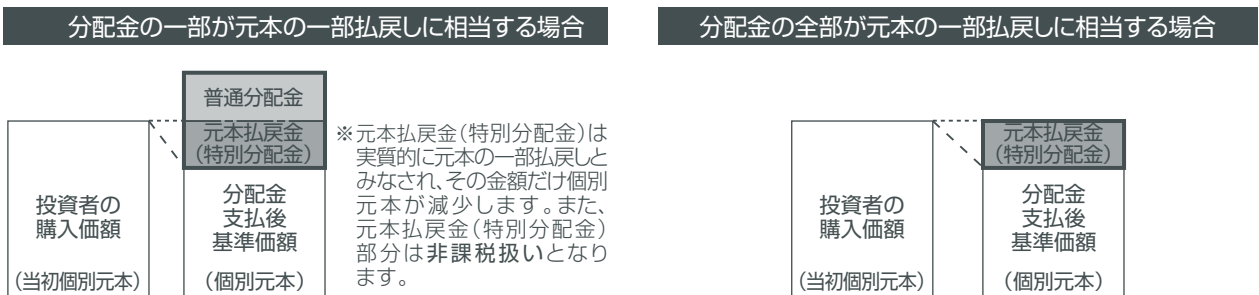 分配金の一部が元本の一部払戻しに相当する場合
普通分配金
元本払戻金
(特別分配金)
投資者の
購入価額
(当初個別元本)
分配金
支払後
基準価額
(個別元本)
※元本払戻金(特別分配金)は
実質的に元本の一部払戻しと
みなされ、その金額だけ個別
元本が減少します。また、
元本払戻金(特別分配金)
部分は非課税扱いとなり
ます。
分配金の全部が元本の一部払戻しに相当する場合
元本払戻金
(特別分配金)
投資者の
購入価額
(当初個別元本)
分配金
支払後
基準価額
(個別元本)